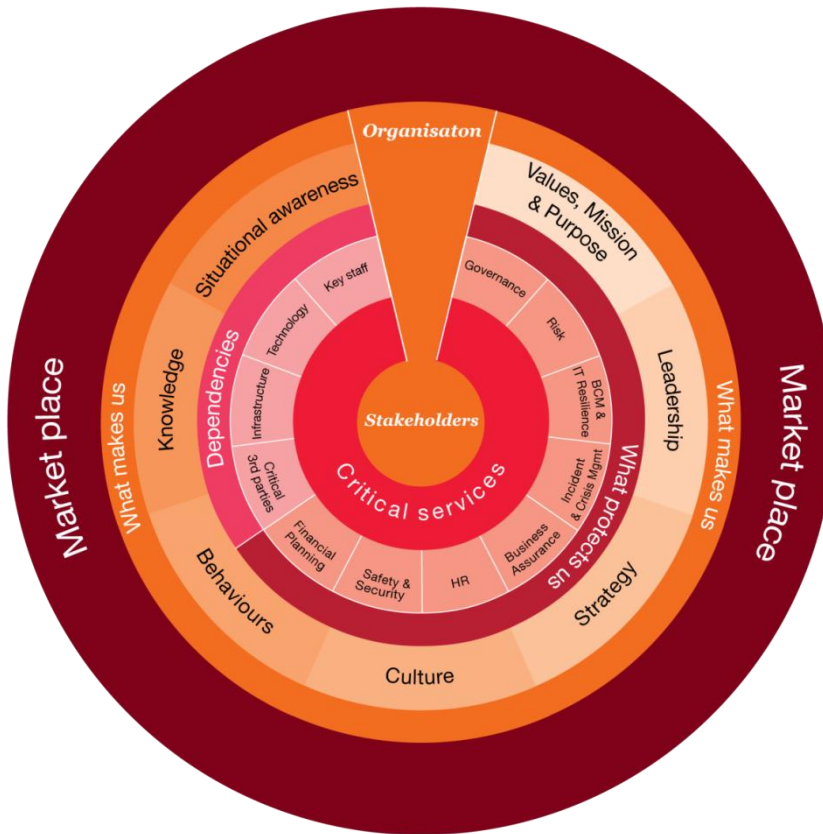 Organisaton
Values, Mission
& Purpose
Leadership
Strategy
Culture
Behaviours
Knowledge
Situational awareness
What makes us
What makes us
Market place
Market place
Dependencies
Key staff
Technology
Infrastructure
Critical
3rd parties
What protects us
Governance
Risk
BCM &
IT Resilience
Incident
& Crisis Mgmt
Business
Assurance
HR
Safety &
Security
Financial
Planning
Critical services
Stakeholders